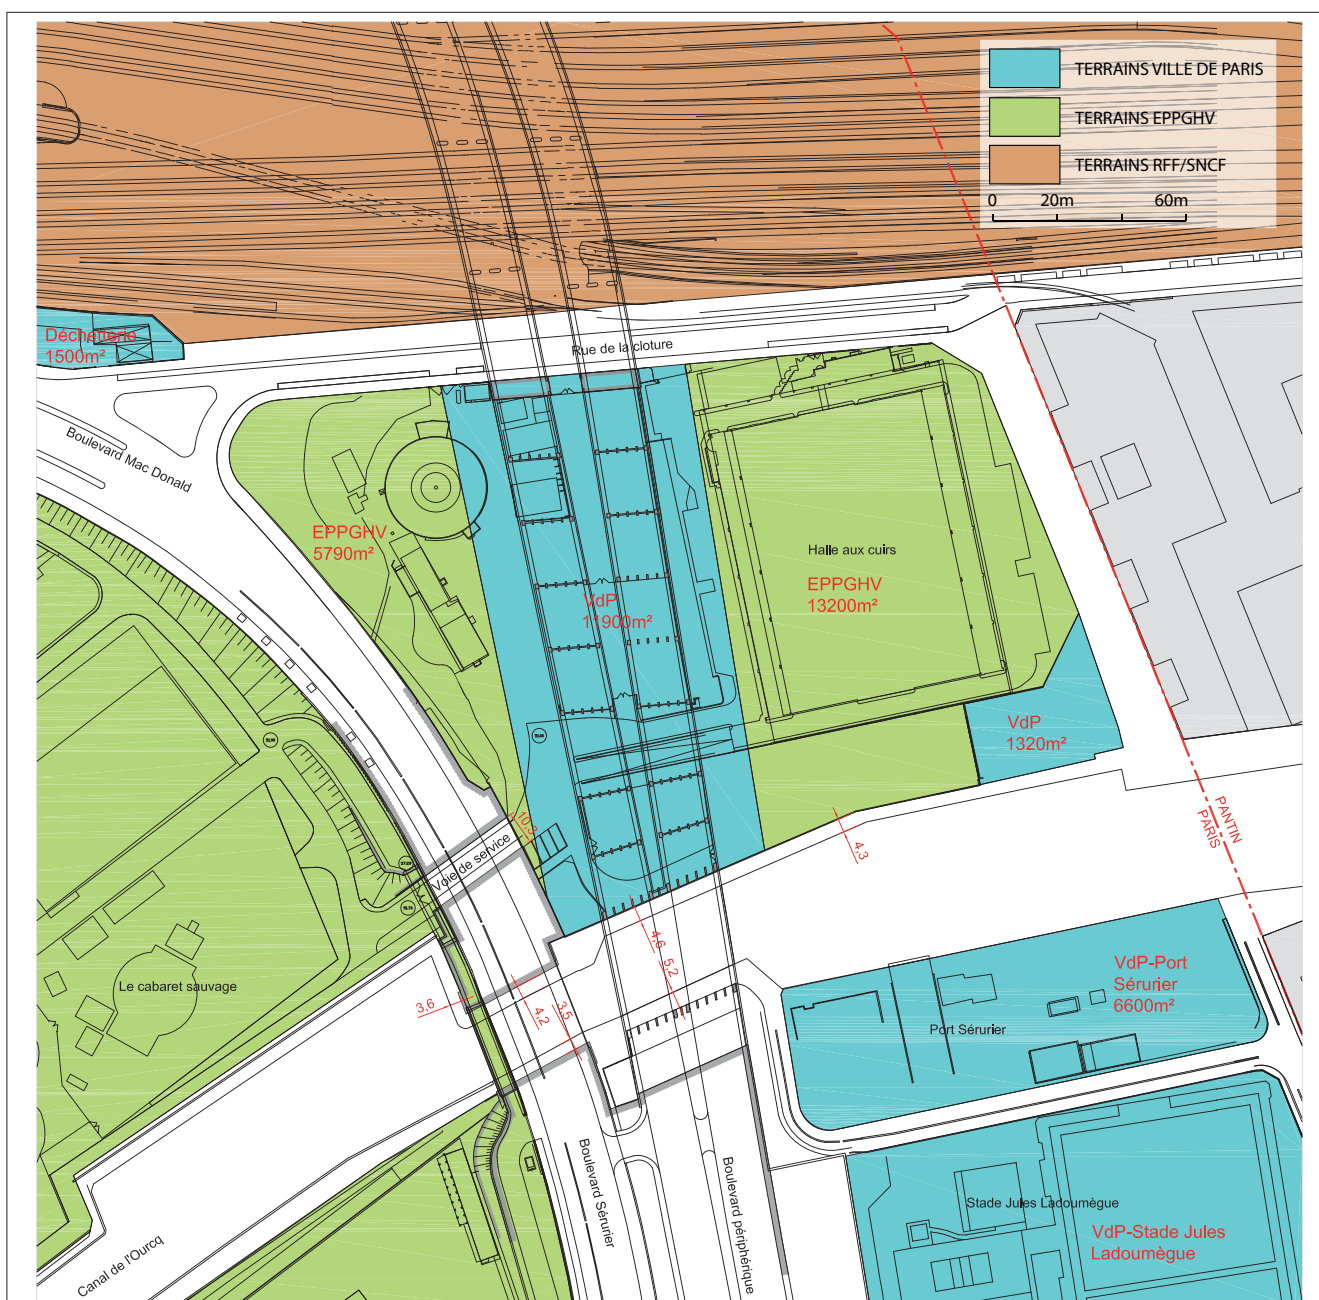 TERRAINS VILLE DE PARIS
TERRAINS EPPGHV
TERRAINS RFF/SNCF
0 20m 60m
Déchetterie
1500m²
Rue de la cloture
Boulevard Mac Donald
EPPGHV
5790m²
VdP
11900m²
Halle aux cuirs
EPPGHV
13200m²
VdP
1320m²
PANTIN
PARIS
10,3
Voie de service
4,3
4,6
5,2
3,6
4,2
3,5
Le cabaret sauvage
VdP-Port
Sérurier
6600m²
Port Sérurier
Canal de l'Ourcq
Boulevard Sérurier
Boulevard périphérique
Stade Jules Ladoumègue
VdP-Stade Jules
Ladoumègue